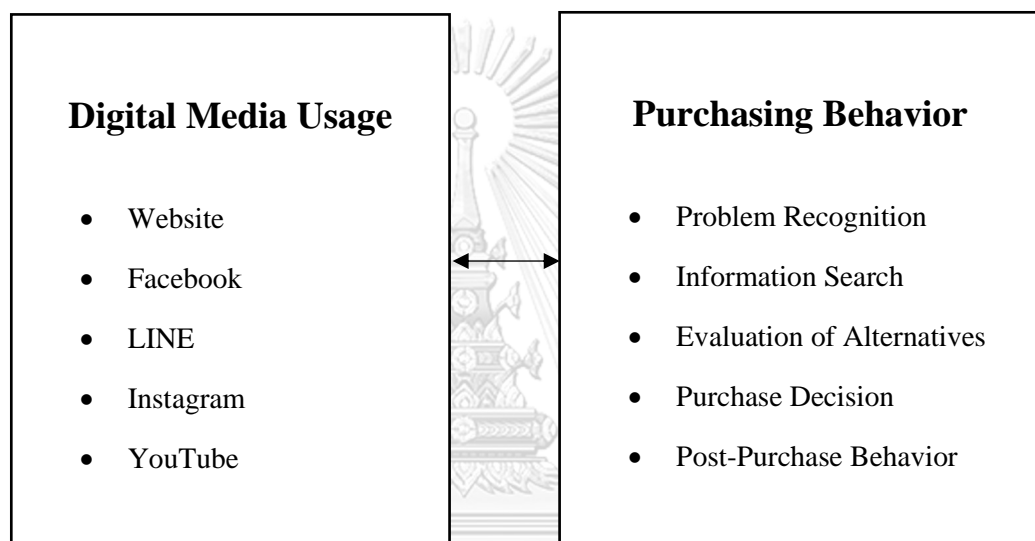 Digital Media Usage
• Website
• Facebook
• LINE
• Instagram
• YouTube
Purchasing Behavior
• Problem Recognition
• Information Search
• Evaluation of Alternatives
• Purchase Decision
• Post-Purchase Behavior